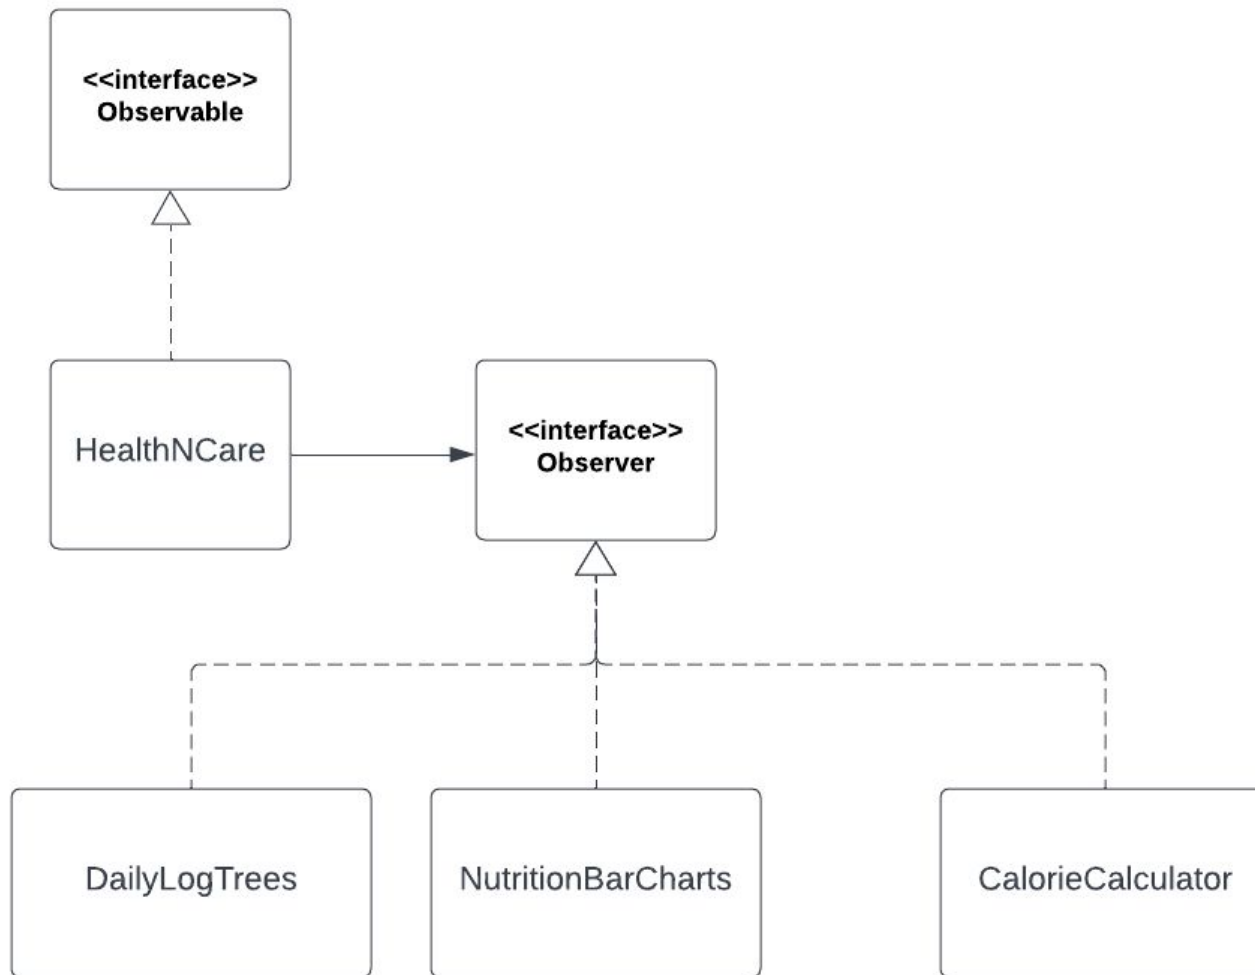 <<interface>>
Observable
HealthNCare
<<interface>>
Observer
DailyLogTrees
NutritionBarCharts
CalorieCalculator